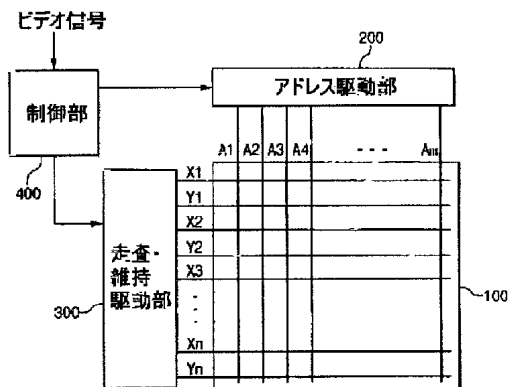 ビデオ信号
200
アドレス駆動部
制御部
400
A1 A2 A3 A4 - - - Am
X1
Y1
X2
Y2
X3
Xn
Yn
走査・
維持
駆動部
300
100